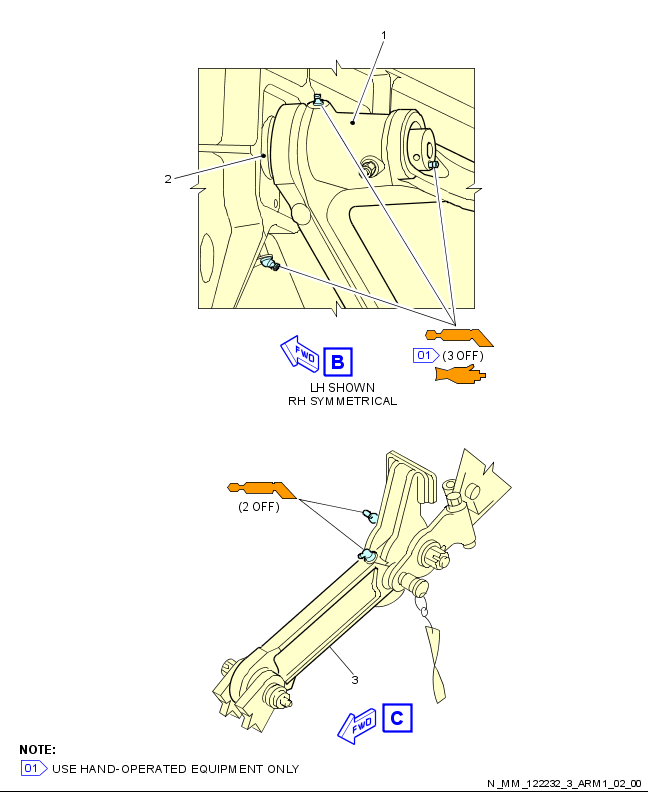 1
2
FWD
B
LH SHOWN
RH SYMMETRICAL
01 (3 OFF)
(2 OFF)
3
FWD
C
NOTE:
01 USE HAND-OPERATED EQUIPMENT ONLY
N_MM_122232_3_ARM1_02_00